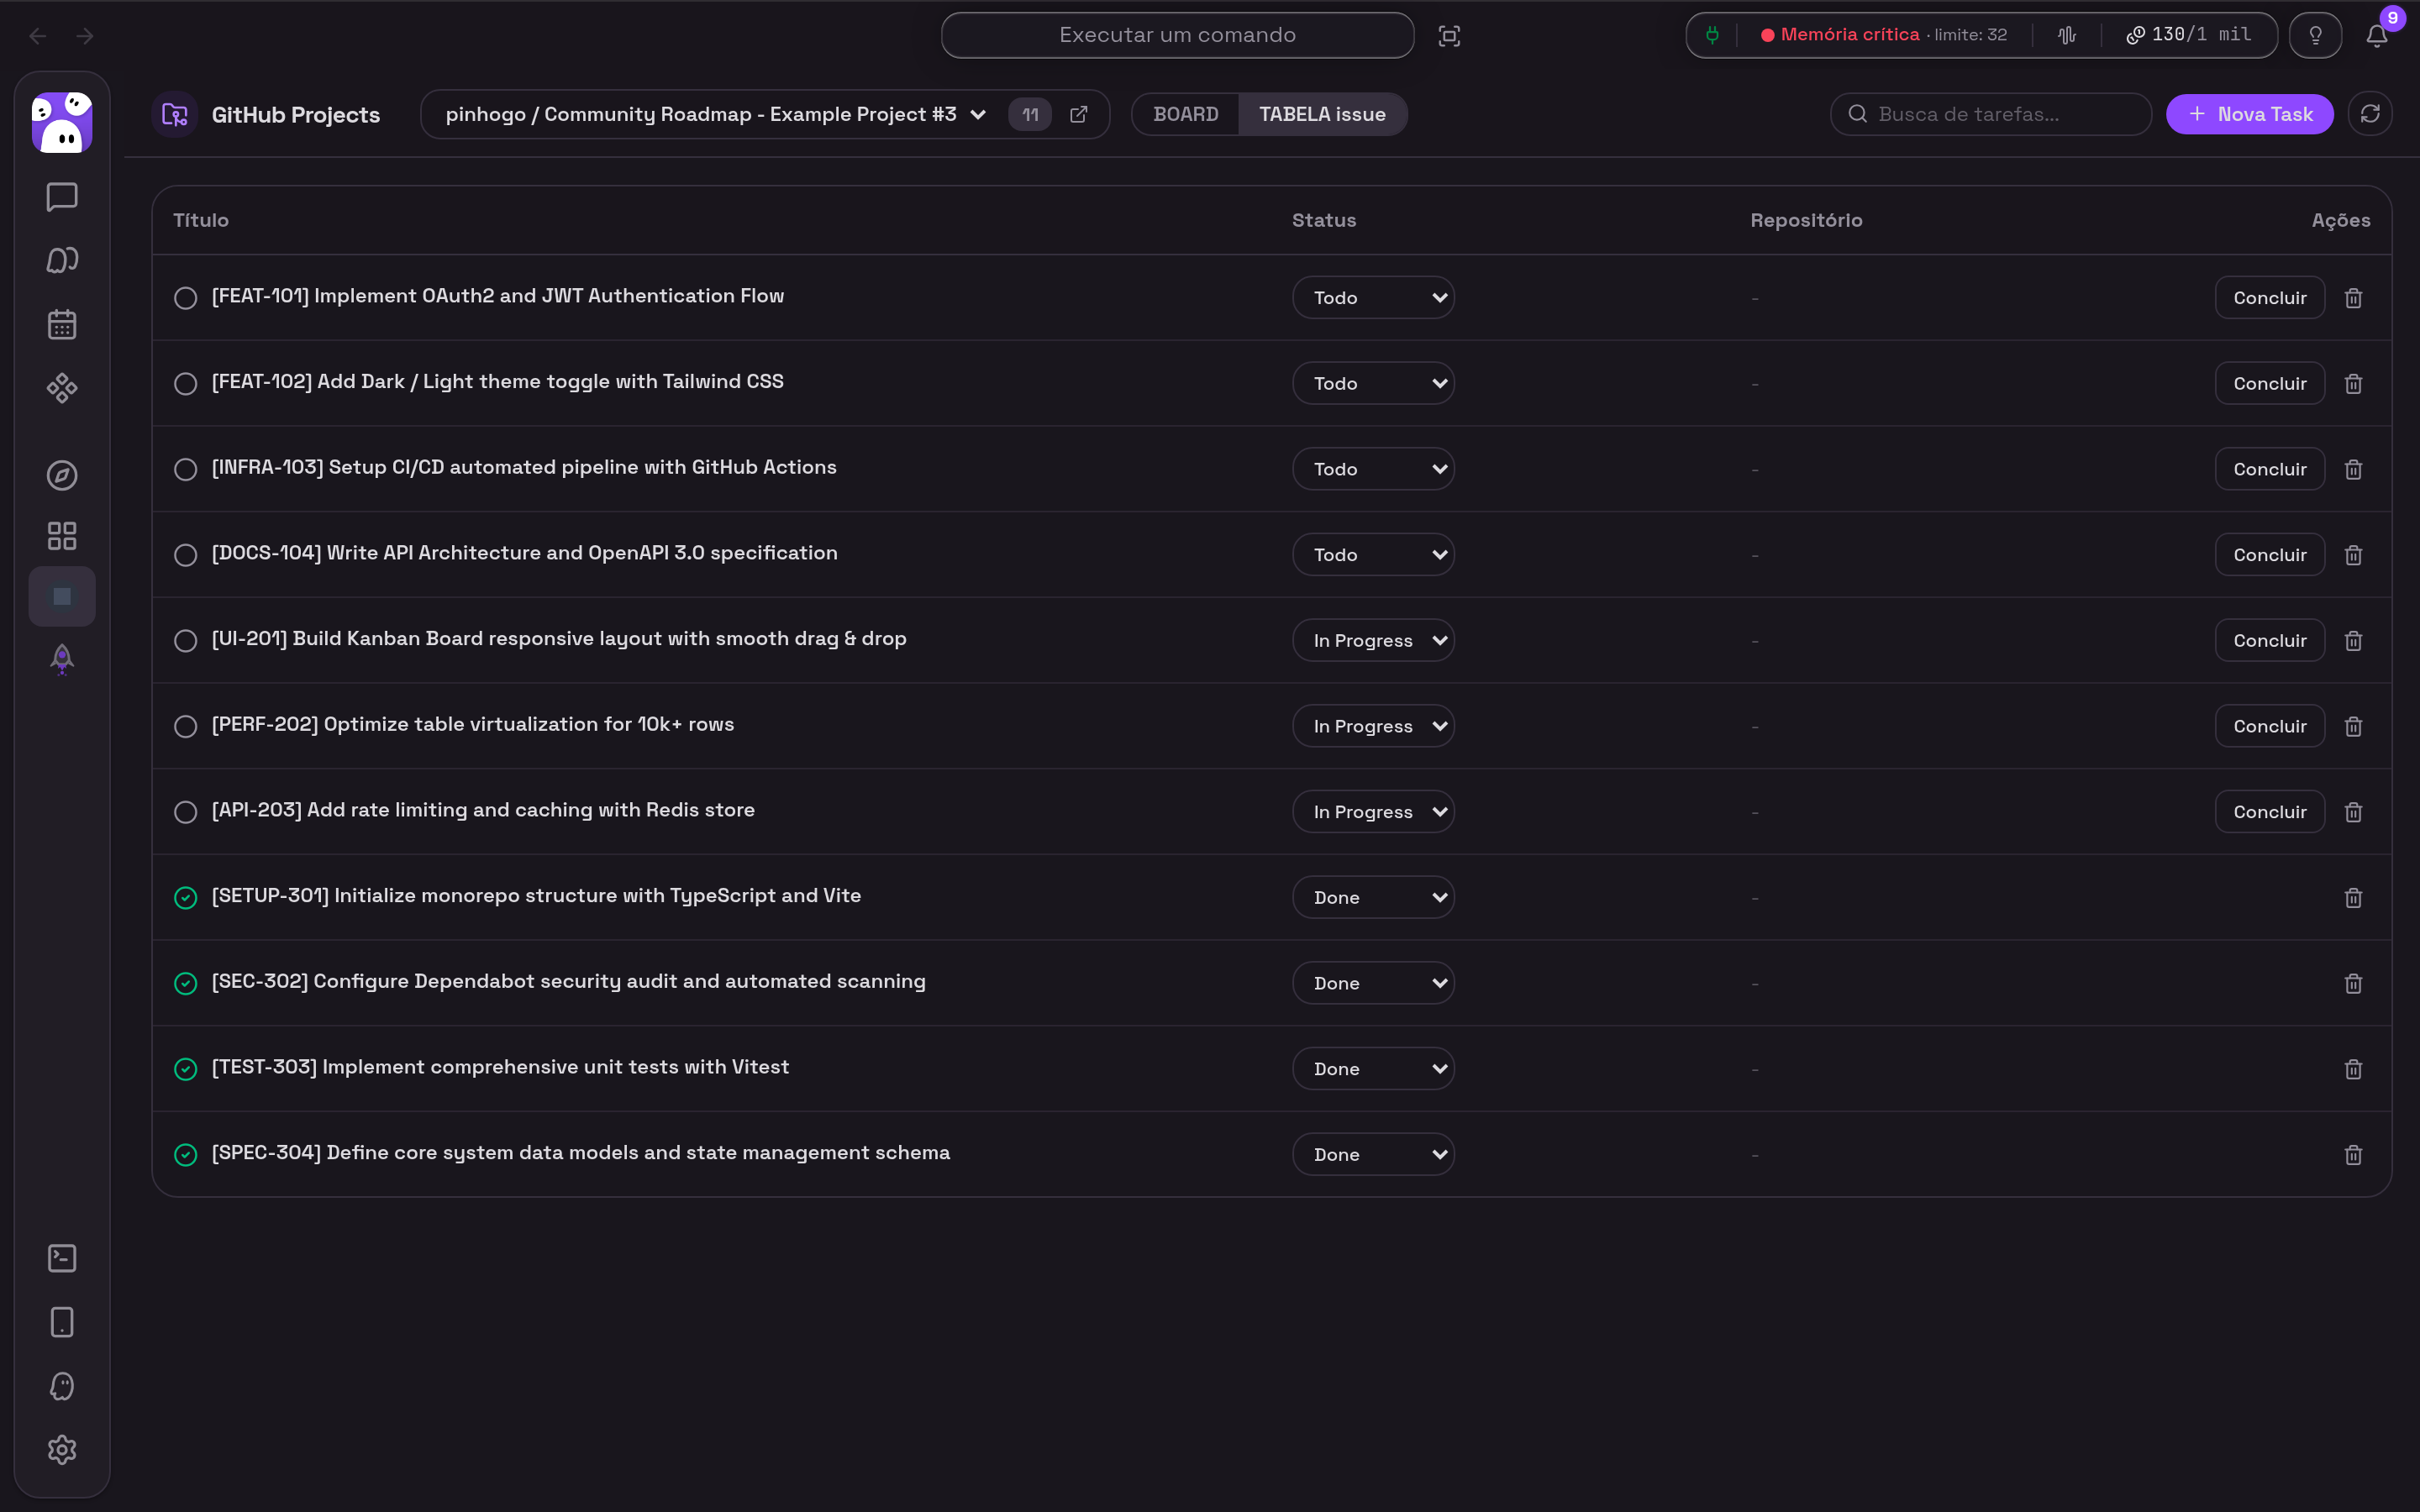 Executar um comando
Memória crítica · limite: 32
130/1 mil
9
GitHub Projects
pinhogo / Community Roadmap - Example Project #3
11
BOARD
TABELA issue
Busca de tarefas...
+ Nova Task
Título Status Repositório Ações
[FEAT-101] Implement OAuth2 and JWT Authentication Flow Todo - Concluir
[FEAT-102] Add Dark / Light theme toggle with Tailwind CSS Todo - Concluir
[INFRA-103] Setup CI/CD automated pipeline with GitHub Actions Todo - Concluir
[DOCS-104] Write API Architecture and OpenAPI 3.0 specification Todo - Concluir
[UI-201] Build Kanban Board responsive layout with smooth drag & drop In Progress - Concluir
[PERF-202] Optimize table virtualization for 10k+ rows In Progress - Concluir
[API-203] Add rate limiting and caching with Redis store In Progress - Concluir
[SETUP-301] Initialize monorepo structure with TypeScript and Vite Done -
[SEC-302] Configure Dependabot security audit and automated scanning Done -
[TEST-303] Implement comprehensive unit tests with Vitest Done -
[SPEC-304] Define core system data models and state management schema Done -